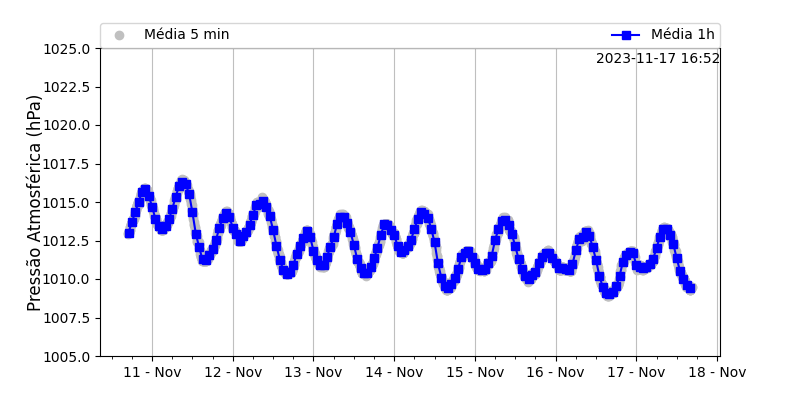 Média 5 min
Média 1h
2023-11-17 16:52
Pressão Atmosférica (hPa)
1025.0
1022.5
1020.0
1017.5
1015.0
1012.5
1010.0
1007.5
1005.0
11 - Nov
12 - Nov
13 - Nov
14 - Nov
15 - Nov
16 - Nov
17 - Nov
18 - Nov